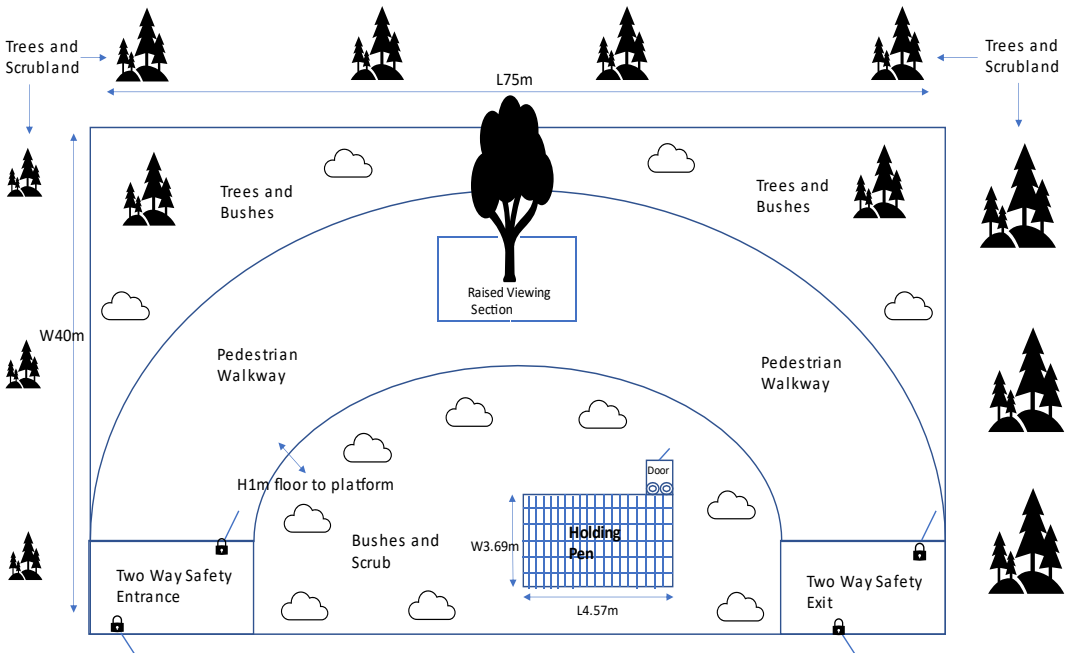 Trees and
Scrubland
Trees and
Scrubland
L75m
Trees and
Bushes
Trees and
Bushes
Raised Viewing
Section
W40m
Pedestrian
Walkway
Pedestrian
Walkway
Door
H1m floor to platform
Holding
Pen
W3.69m
Bushes and
Scrub
L4.57m
Two Way Safety
Entrance
Two Way Safety
Exit